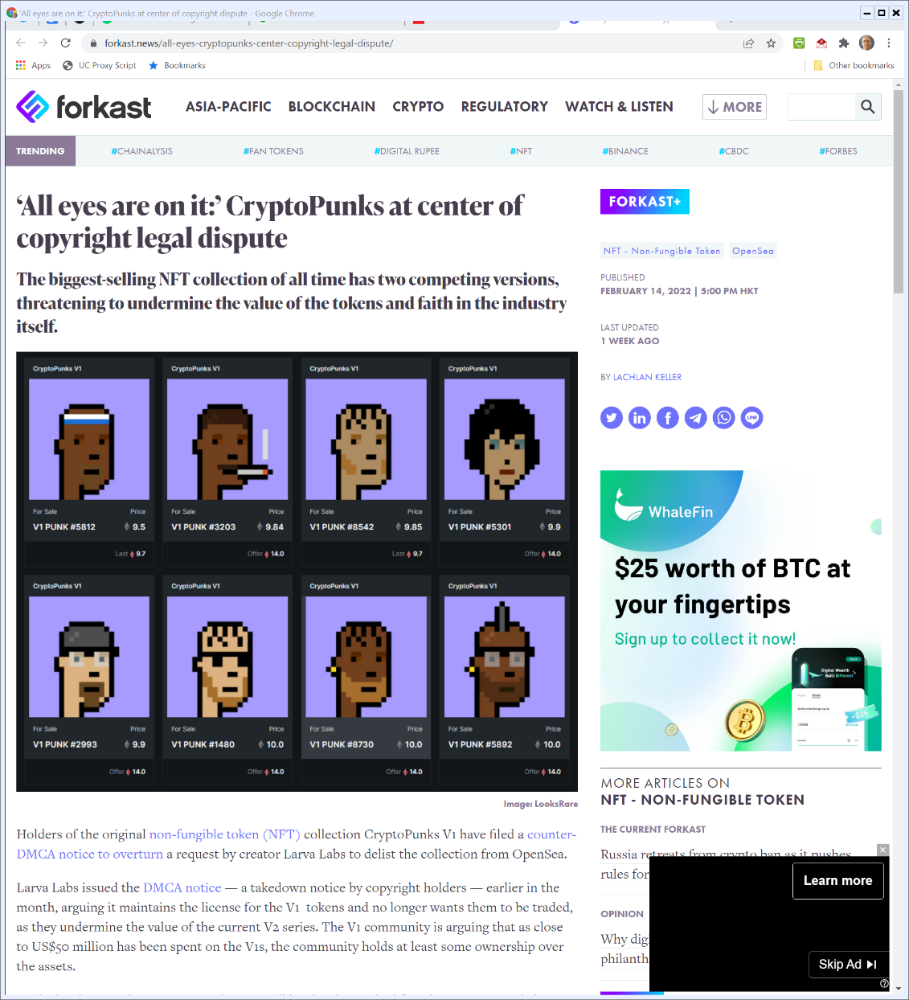 'All eyes are on it:' CryptoPunks at center of copyright dispute - Google Chrome
forkast.news/all-eyes-cryptopunks-center-copyright-legal-dispute/
Apps
UC Proxy Script
Bookmarks
Other bookmarks
forkast
ASIA-PACIFIC
BLOCKCHAIN
CRYPTO
REGULATORY
WATCH & LISTEN
MORE
TRENDING
#CHAINALYSIS
#FAN TOKENS
#DIGITAL RUPEE
#NFT
#BINANCE
#CBDC
#FORBES
‘All eyes are on it:’ CryptoPunks at center of
copyright legal dispute
The biggest-selling NFT collection of all time has two competing versions,
threatening to undermine the value of the tokens and faith in the industry
itself.
CryptoPunks V1
For Sale Price
V1 PUNK #5812 9.5
Last 9.7
CryptoPunks V1
For Sale Price
V1 PUNK #3203 9.84
Offer 14.0
CryptoPunks V1
For Sale Price
V1 PUNK #8542 9.85
Last 9.7
CryptoPunks V1
For Sale Price
V1 PUNK #5301 9.9
Offer 14.0
CryptoPunks V1
For Sale Price
V1 PUNK #2993 9.9
Offer 14.0
CryptoPunks V1
For Sale Price
V1 PUNK #1480 10.0
Offer 14.0
CryptoPunks V1
For Sale Price
V1 PUNK #8730 10.0
Offer 14.0
CryptoPunks V1
For Sale Price
V1 PUNK #5892 10.0
Offer 14.0
Image: LooksRare
Holders of the original non-fungible token (NFT) collection CryptoPunks V1 have filed a counter-
DMCA notice to overturn a request by creator Larva Labs to delist the collection from OpenSea.
Larva Labs issued the DMCA notice — a takedown notice by copyright holders — earlier in the
month, arguing it maintains the license for the V1 tokens and no longer wants them to be traded,
as they undermine the value of the current V2 series. The V1 community is arguing that as close
to US$50 million has been spent on the V1s, the community holds at least some ownership over
the assets.
FORKAST+
NFT - Non-Fungible Token
OpenSea
PUBLISHED
FEBRUARY 14, 2022 | 5:00 PM HKT
LAST UPDATED
1 WEEK AGO
BY LACHLAN KELLER
LINE
WhaleFin
$25 worth of BTC at
your fingertips
Sign up to collect it now!
Digital Wealth
Built Different
Email
~$25
MORE ARTICLES ON
NFT - NON-FUNGIBLE TOKEN
THE CURRENT FORKAST
Russia retreats from crypto ban as it pushes
rules for
OPINION
Why digi
philanth
Learn more
Skip Ad